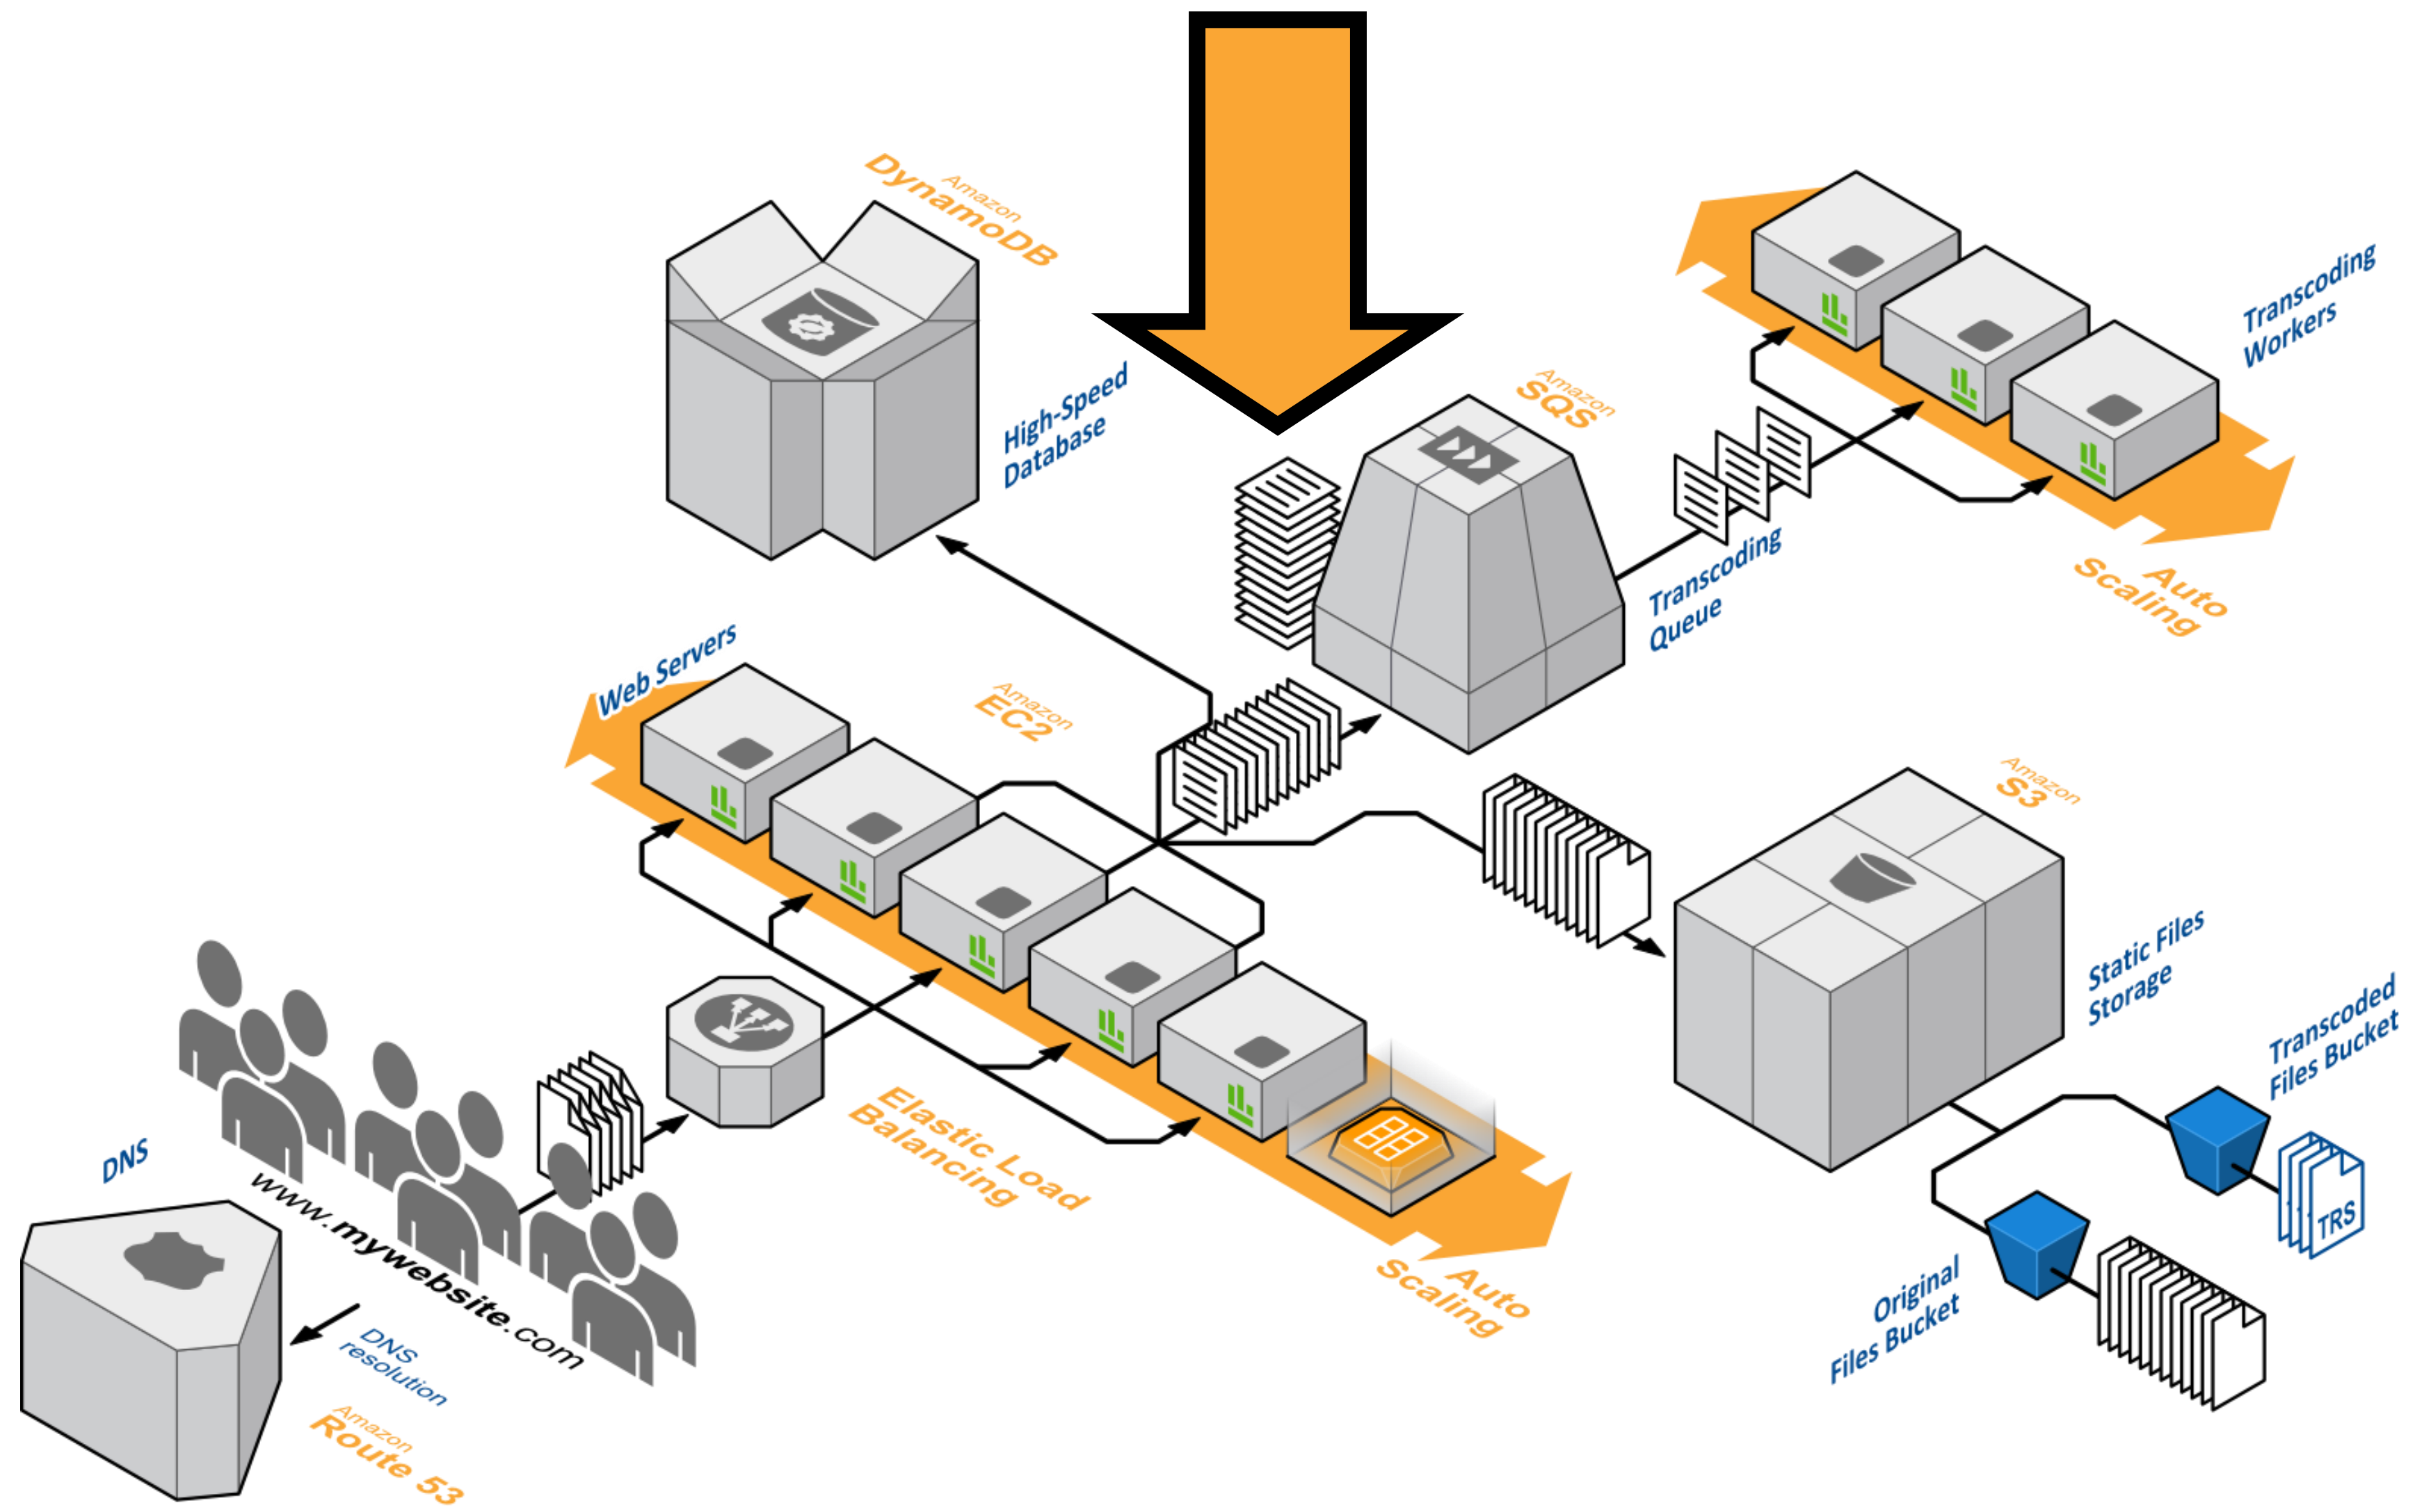 Amazon
DynamoDB
High-Speed
Database
Amazon
SQS
Transcoding
Queue
Transcoding
Workers
Auto
Scaling
Web Servers
Amazon
EC2
Amazon
S3
Static Files
Storage
Transcoded
Files Bucket
TRS
Original
Files Bucket
Elastic Load
Balancing
Auto
Scaling
DNS
www.mywebsite.com
DNS
resolution
Amazon
Route 53